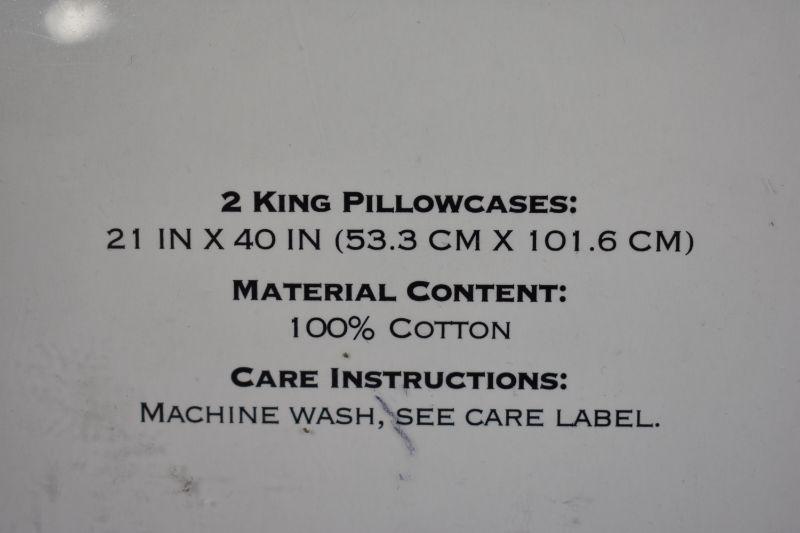 2 KING PILLOWCASES:
21 IN X 40 IN (53.3 CM X 101.6 CM)
MATERIAL CONTENT:
100% COTTON
CARE INSTRUCTIONS:
MACHINE WASH, SEE CARE LABEL.